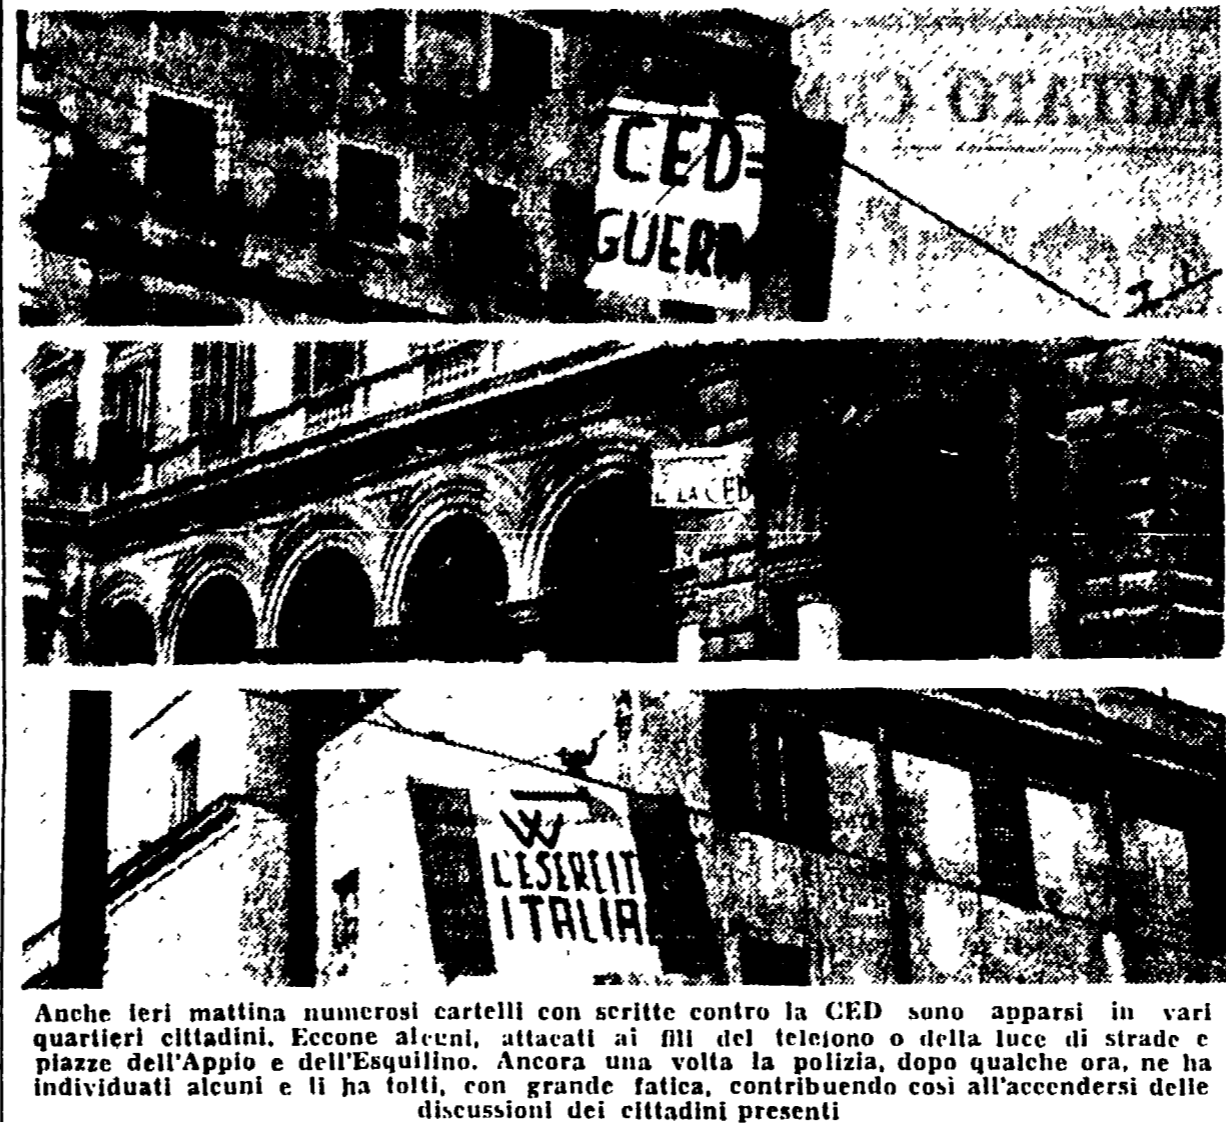 CED=
GUERR
LA CED
W
L'ESERCIT
ITALIA
Anche ieri mattina numerosi cartelli con scritte contro la CED sono apparsi in vari
quartieri cittadini. Eccone alcuni, attacati ai fili del telefono o della luce di strade e
piazze dell'Appio e dell'Esquilino. Ancora una volta la polizia, dopo qualche ora, ne ha
individuati alcuni e li ha tolti, con grande fatica, contribuendo così all'accendersi delle
discussioni dei cittadini presenti